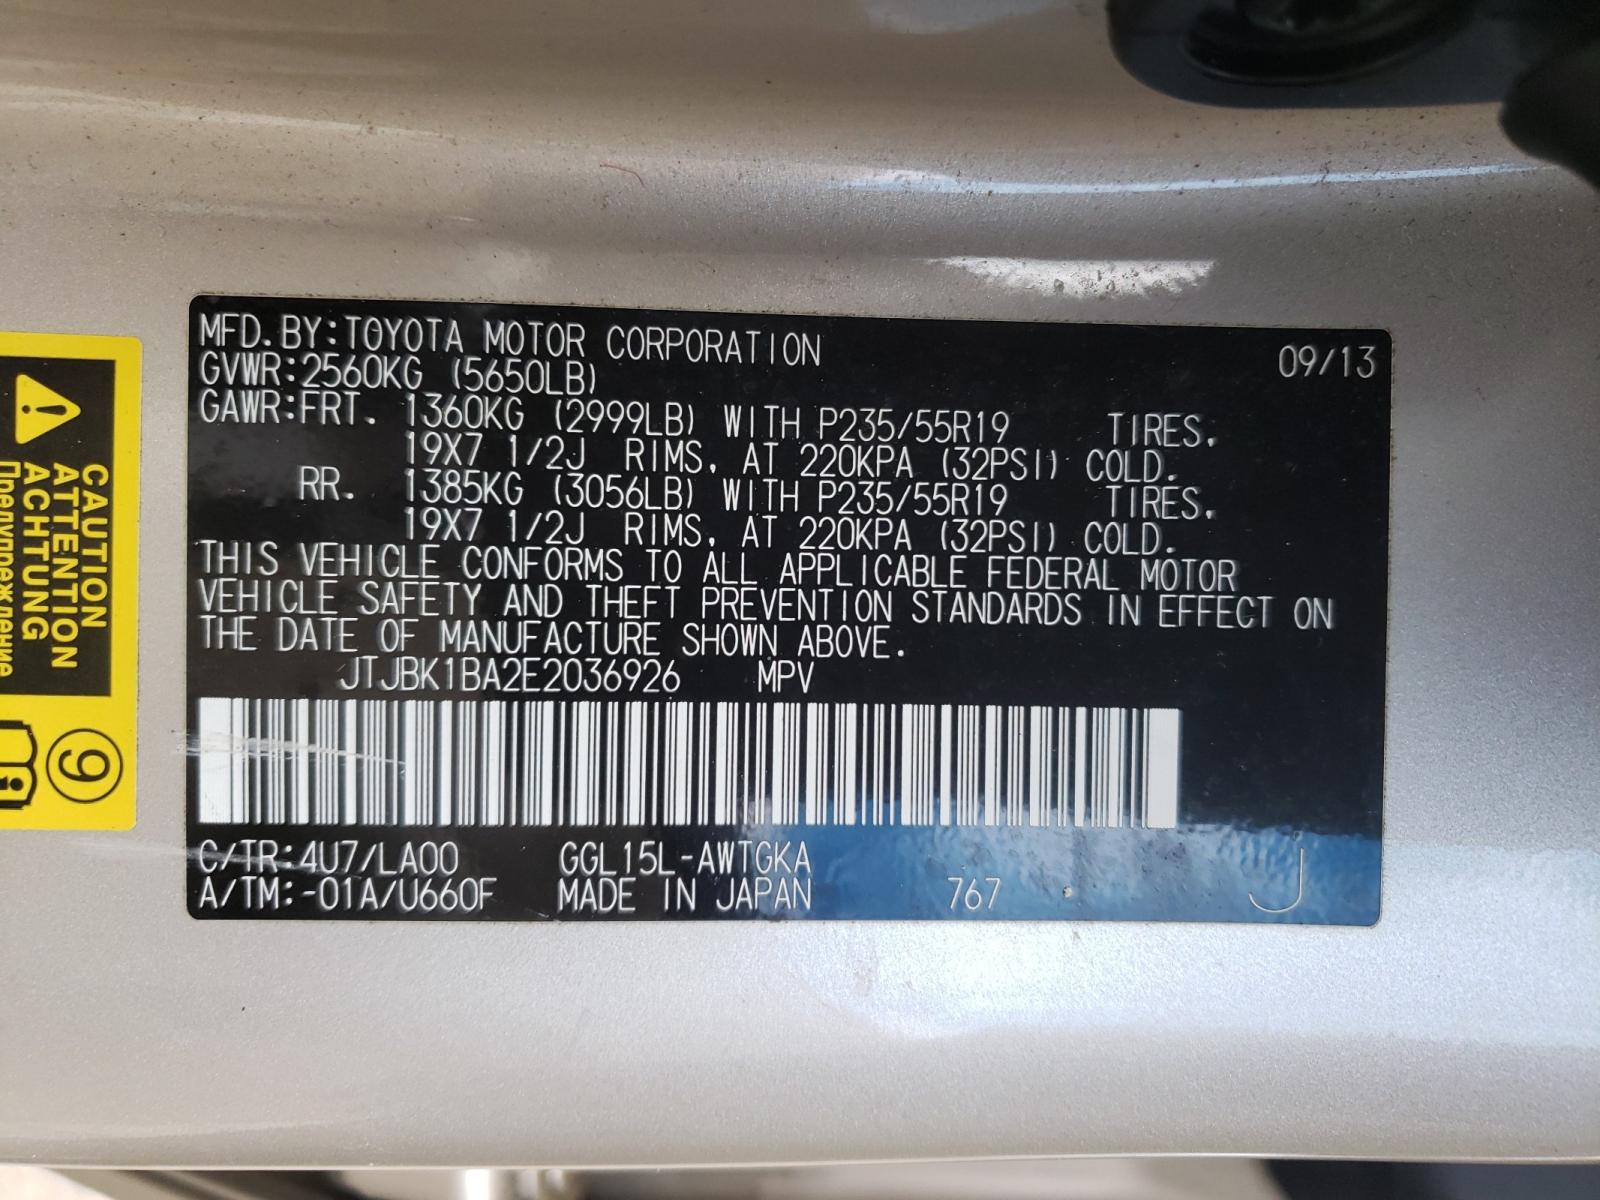 MFD.BY:TOYOTA MOTOR CORPORATION 09/13
GVWR:2560KG (5650LB)
GAWR:FRT. 1360KG (2999LB) WITH P235/55R19 TIRES.
19X7 1/2J RIMS, AT 220KPA (32PSI) COLD.
RR. 1385KG (3056LB) WITH P235/55R19 TIRES.
19X7 1/2J RIMS, AT 220KPA (32PSI) COLD.
THIS VEHICLE CONFORMS TO ALL APPLICABLE FEDERAL MOTOR
VEHICLE SAFETY AND THEFT PREVENTION STANDARDS IN EFFECT ON
THE DATE OF MANUFACTURE SHOWN ABOVE.
JTJBK1BA2E2036926 MPV
C/TR:4U7/LA00 GGL15L-AWTGKA J
A/TM:-01A/U660F MADE IN JAPAN 767
CAUTION
ATTENTION
ACHTUNG
Предупреждение
9